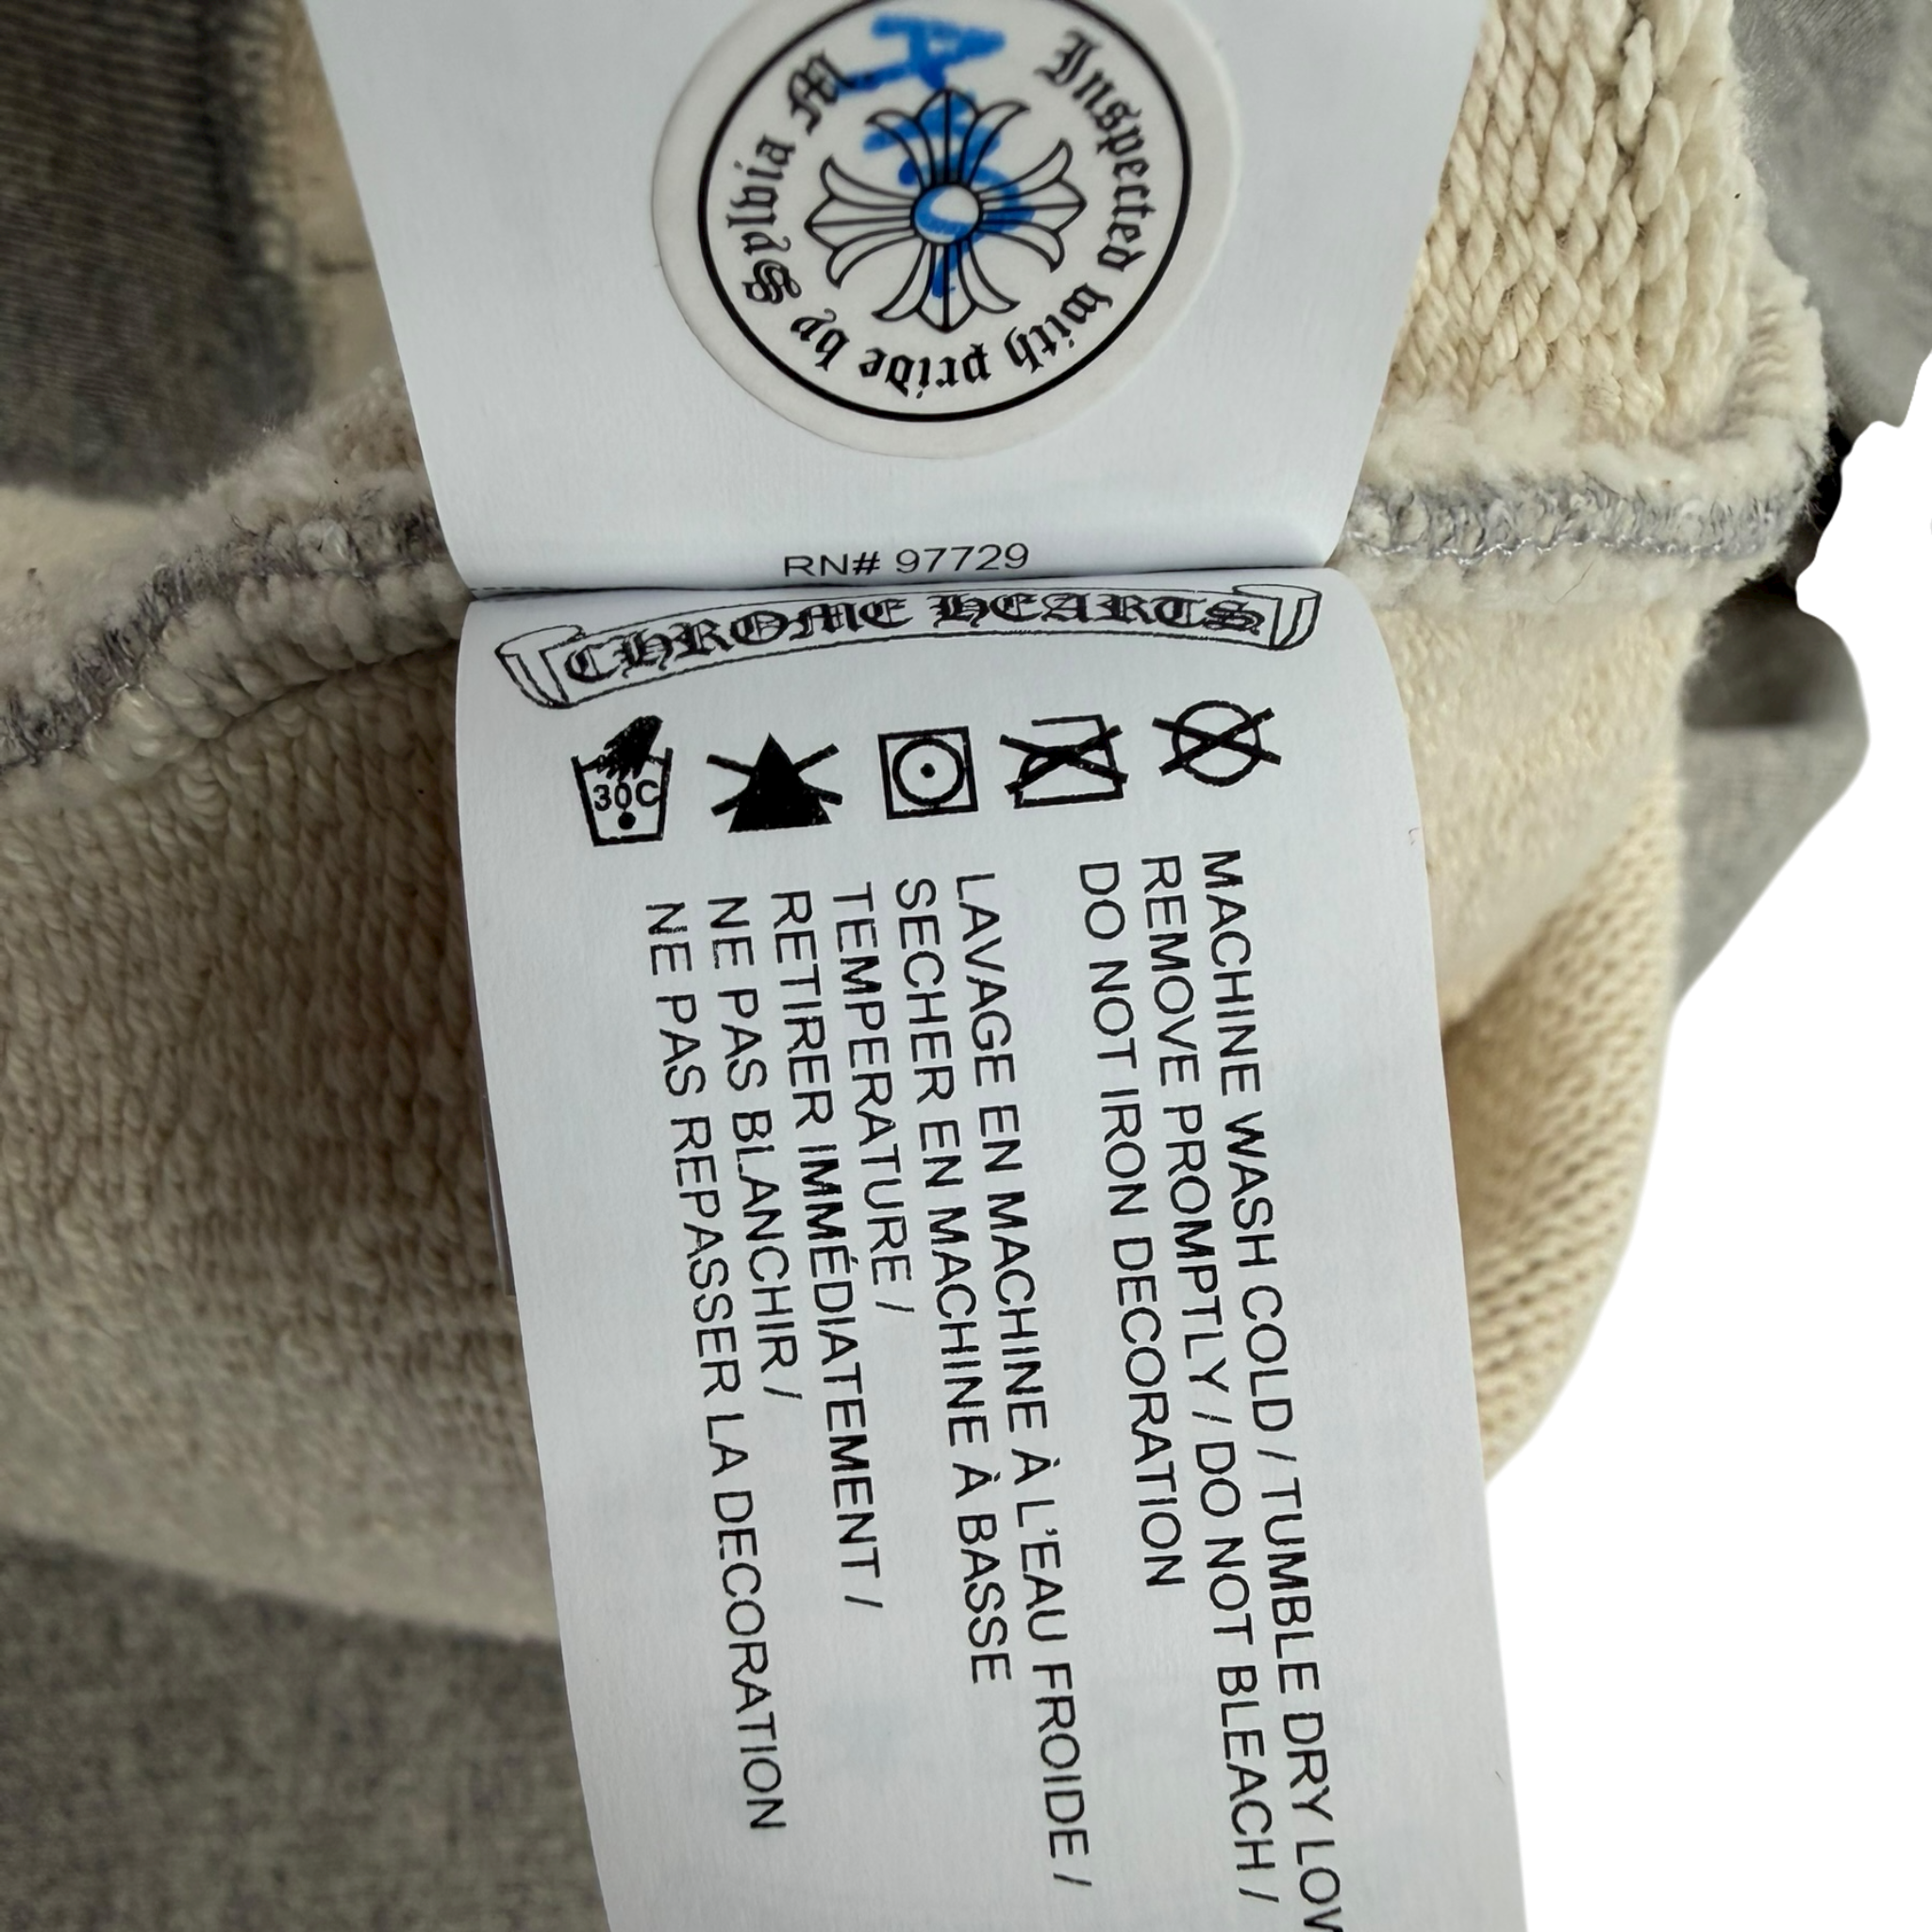 Inspected with pride by Sylvia M
RN# 97729
CHROME HEARTS
30C
MACHINE WASH COLD / TUMBLE DRY LOW
REMOVE PROMPTLY / DO NOT BLEACH /
DO NOT IRON DECORATION
LAVAGE EN MACHINE À L'EAU FROIDE /
SECHER EN MACHINE À BASSE
TEMPERATURE /
RETIRER IMMÉDIATEMENT /
NE PAS BLANCHIR /
NE PAS REPASSER LA DECORATION